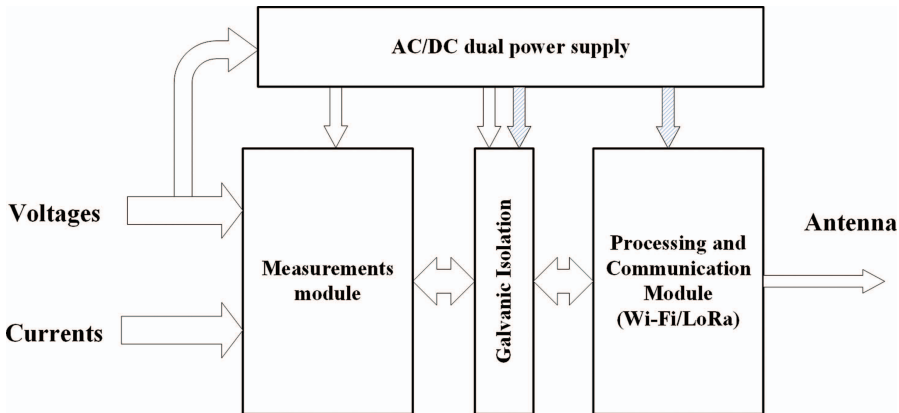 AC/DC dual power supply
Voltages
Currents
Measurements
module
Galvanic Isolation
Processing and
Communication
Module
(Wi-Fi/LoRa)
Antenna